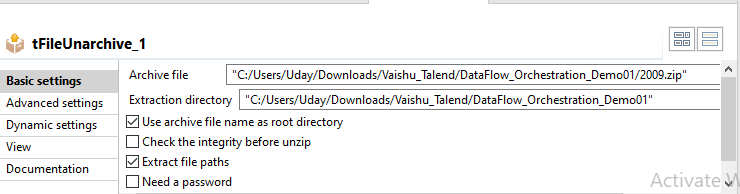 tFileUnarchive_1
Basic settings
Advanced settings
Dynamic settings
View
Documentation
Archive file "C:/Users/Uday/Downloads/Vaishu_Talend/DataFlow_Orchestration_Demo01/2009.zip"
Extraction directory "C:/Users/Uday/Downloads/Vaishu_Talend/DataFlow_Orchestration_Demo01"
Use archive file name as root directory
Check the integrity before unzip
Extract file paths
Need a password
Activate W